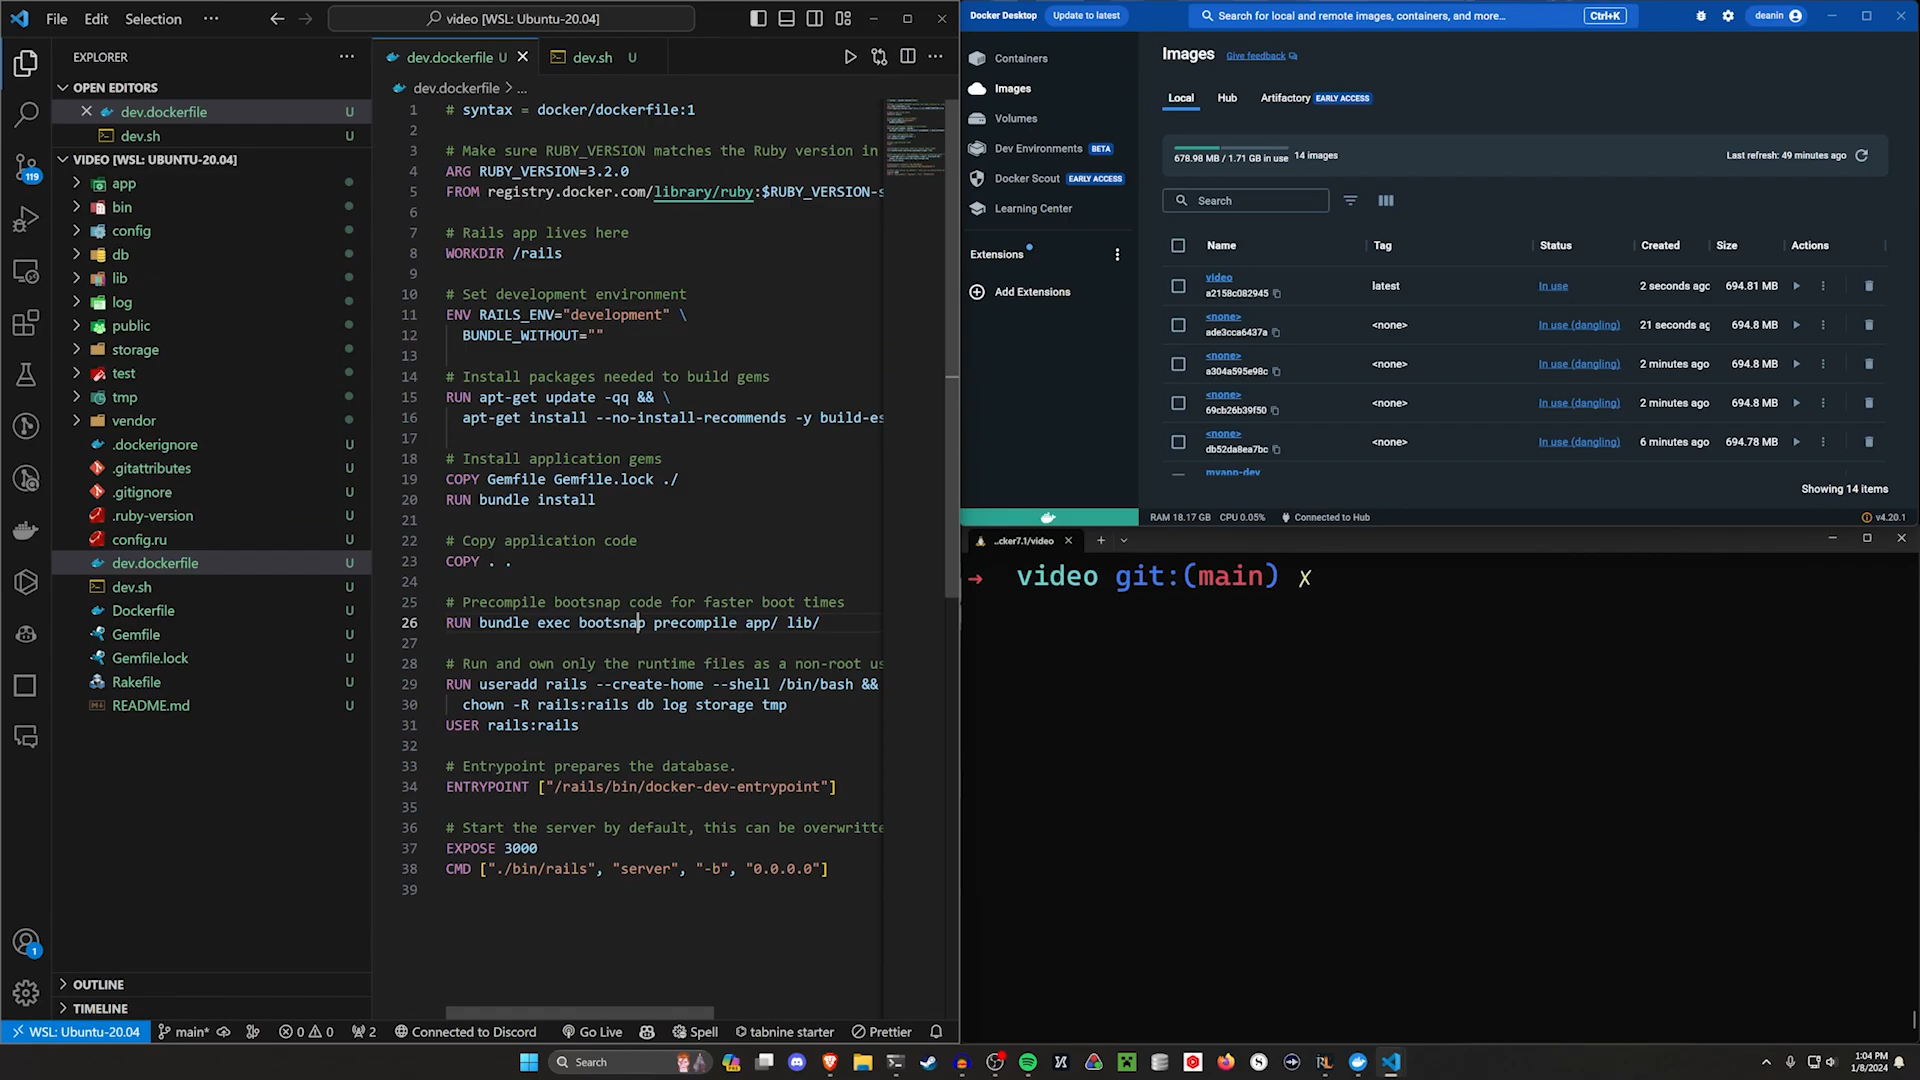 File
Edit
Selection
video [WSL: Ubuntu-20.04]
EXPLORER
OPEN EDITORS
dev.dockerfile U
dev.sh U
VIDEO [WSL: UBUNTU-20.04]
app
bin
config
db
lib
log
public
storage
test
tmp
vendor
.dockerignore U
.gitattributes U
.gitignore U
.ruby-version U
config.ru U
dev.dockerfile U
dev.sh U
Dockerfile U
Gemfile U
Gemfile.lock U
Rakefile U
README.md U
OUTLINE
TIMELINE
119
1
dev.dockerfile U
dev.sh U
dev.dockerfile > ...
1 # syntax = docker/dockerfile:1
2
3 # Make sure RUBY_VERSION matches the Ruby version in
4 ARG RUBY_VERSION=3.2.0
5 FROM registry.docker.com/library/ruby:$RUBY_VERSION-s
6
7 # Rails app lives here
8 WORKDIR /rails
9
10 # Set development environment
11 ENV RAILS_ENV="development" \
12 BUNDLE_WITHOUT=""
13
14 # Install packages needed to build gems
15 RUN apt-get update -qq && \
16 apt-get install --no-install-recommends -y build-es
17
18 # Install application gems
19 COPY Gemfile Gemfile.lock ./
20 RUN bundle install
21
22 # Copy application code
23 COPY . .
24
25 # Precompile bootsnap code for faster boot times
26 RUN bundle exec bootsnap precompile app/ lib/
27
28 # Run and own only the runtime files as a non-root us
29 RUN useradd rails --create-home --shell /bin/bash &&
30 chown -R rails:rails db log storage tmp
31 USER rails:rails
32
33 # Entrypoint prepares the database.
34 ENTRYPOINT ["/rails/bin/docker-dev-entrypoint"]
35
36 # Start the server by default, this can be overwritte
37 EXPOSE 3000
38 CMD ["./bin/rails", "server", "-b", "0.0.0.0"]
39
WSL: Ubuntu-20.04 main* 0 0 2 Connected to Discord Go Live Spell tabnine starter Prettier
Docker Desktop Update to latest Search for local and remote images, containers, and more... Ctrl+K deanin
Containers
Images
Volumes
Dev Environments BETA
Docker Scout EARLY ACCESS
Learning Center
Extensions
Add Extensions
Images Give feedback
Local Hub Artifactory EARLY ACCESS
678.98 MB / 1.71 GB in use 14 images Last refresh: 49 minutes ago
Search
Name Tag Status Created Size Actions
video
a2158c082945 latest In use 2 seconds ago 694.81 MB
<none>
ade3cca6437a <none> In use (dangling) 21 seconds ag 694.8 MB
<none>
a304a595e98c <none> In use (dangling) 2 minutes ago 694.8 MB
<none>
69cb26b39f50 <none> In use (dangling) 2 minutes ago 694.8 MB
<none>
db52da8ea7bc <none> In use (dangling) 6 minutes ago 694.78 MB
myapp-dev
Showing 14 items
RAM 18.17 GB CPU 0.05% Connected to Hub v4.20.1
..cker7.1/video
→ video git:(main) ✗
Search
1:04 PM
1/8/2024